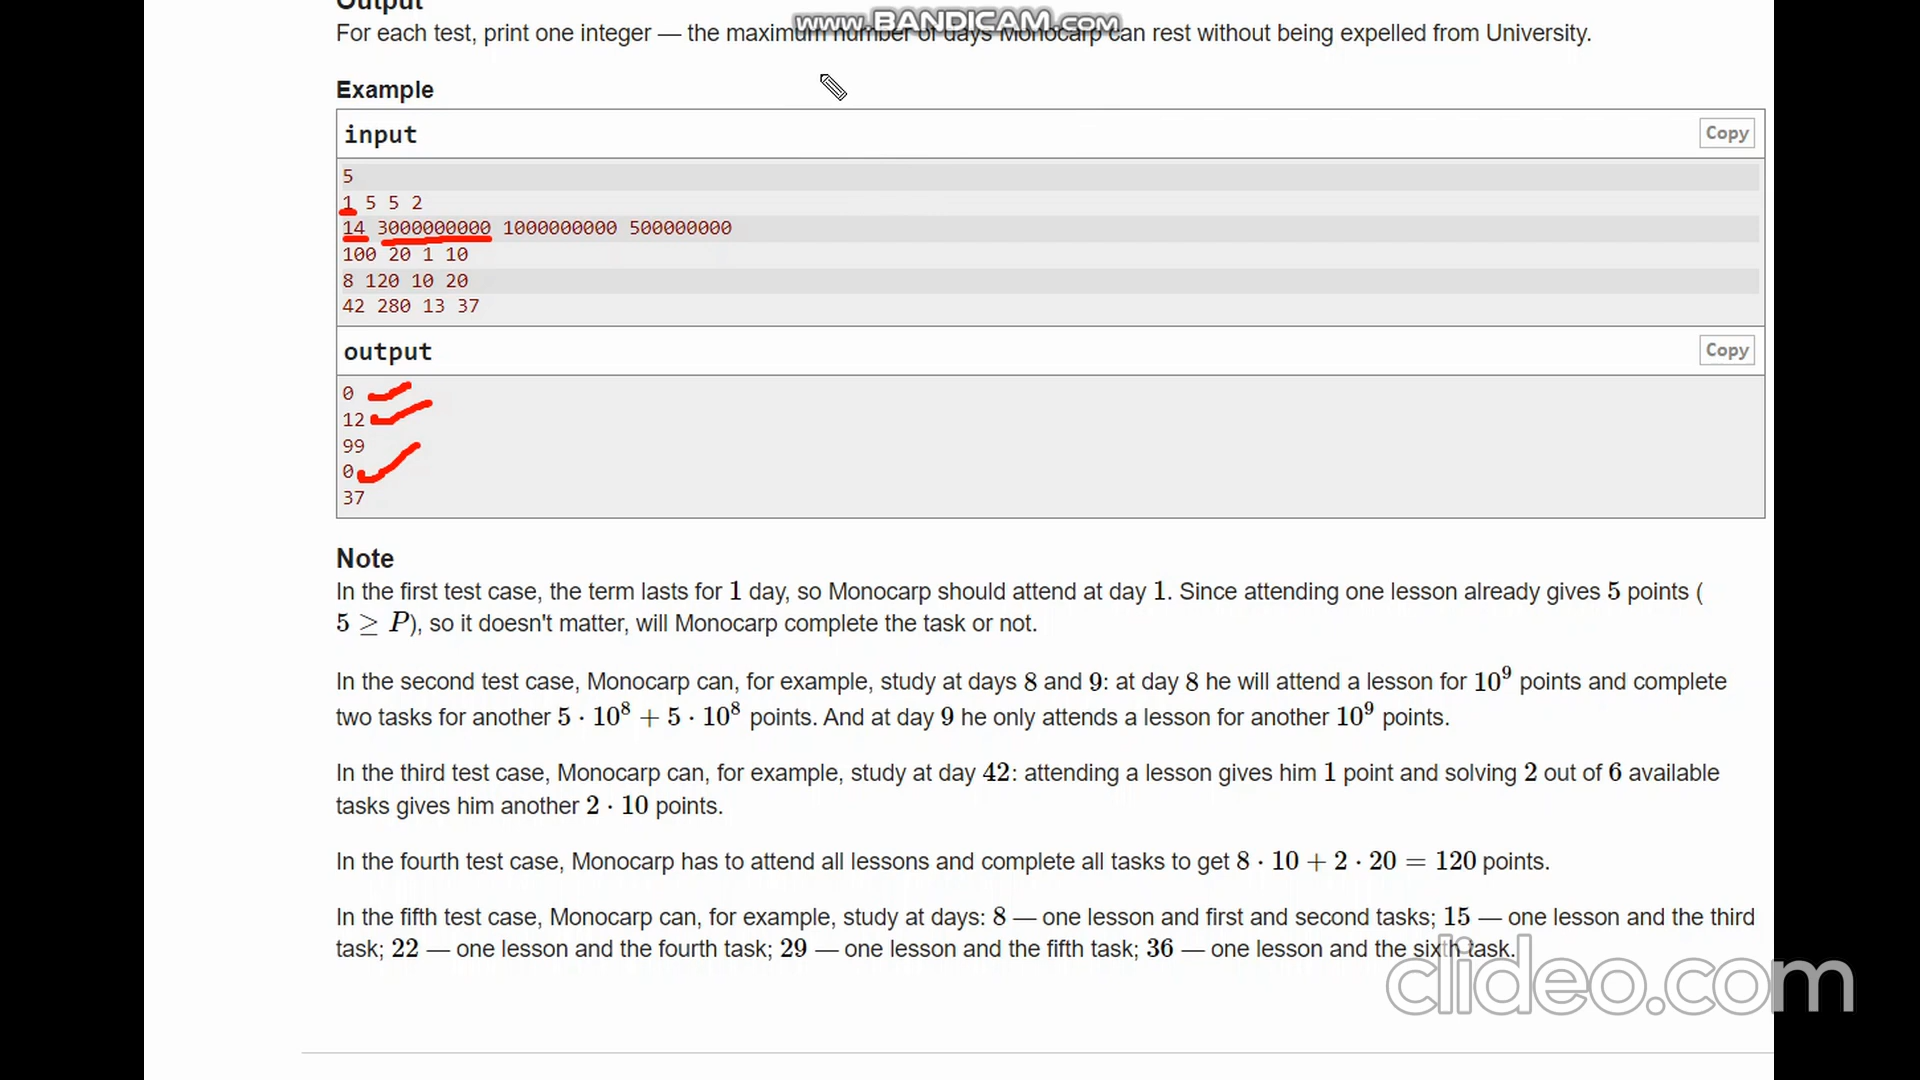 Output
www.BANDICAM.com
For each test, print one integer — the maximum number of days Monocarp can rest without being expelled from University.
Example
input
Copy
5
1 5 5 2
14 3000000000 1000000000 500000000
100 20 1 10
8 120 10 20
42 280 13 37
output
Copy
0
12
99
0
37
Note
In the first test case, the term lasts for 1 day, so Monocarp should attend at day 1. Since attending one lesson already gives 5 points (
5 ≥ P), so it doesn't matter, will Monocarp complete the task or not.
In the second test case, Monocarp can, for example, study at days 8 and 9: at day 8 he will attend a lesson for 10⁹ points and complete
two tasks for another 5 · 10⁸ + 5 · 10⁸ points. And at day 9 he only attends a lesson for another 10⁹ points.
In the third test case, Monocarp can, for example, study at day 42: attending a lesson gives him 1 point and solving 2 out of 6 available
tasks gives him another 2 · 10 points.
In the fourth test case, Monocarp has to attend all lessons and complete all tasks to get 8 · 10 + 2 · 20 = 120 points.
In the fifth test case, Monocarp can, for example, study at days: 8 — one lesson and first and second tasks; 15 — one lesson and the third
task; 22 — one lesson and the fourth task; 29 — one lesson and the fifth task; 36 — one lesson and the sixth task.
clideo.com